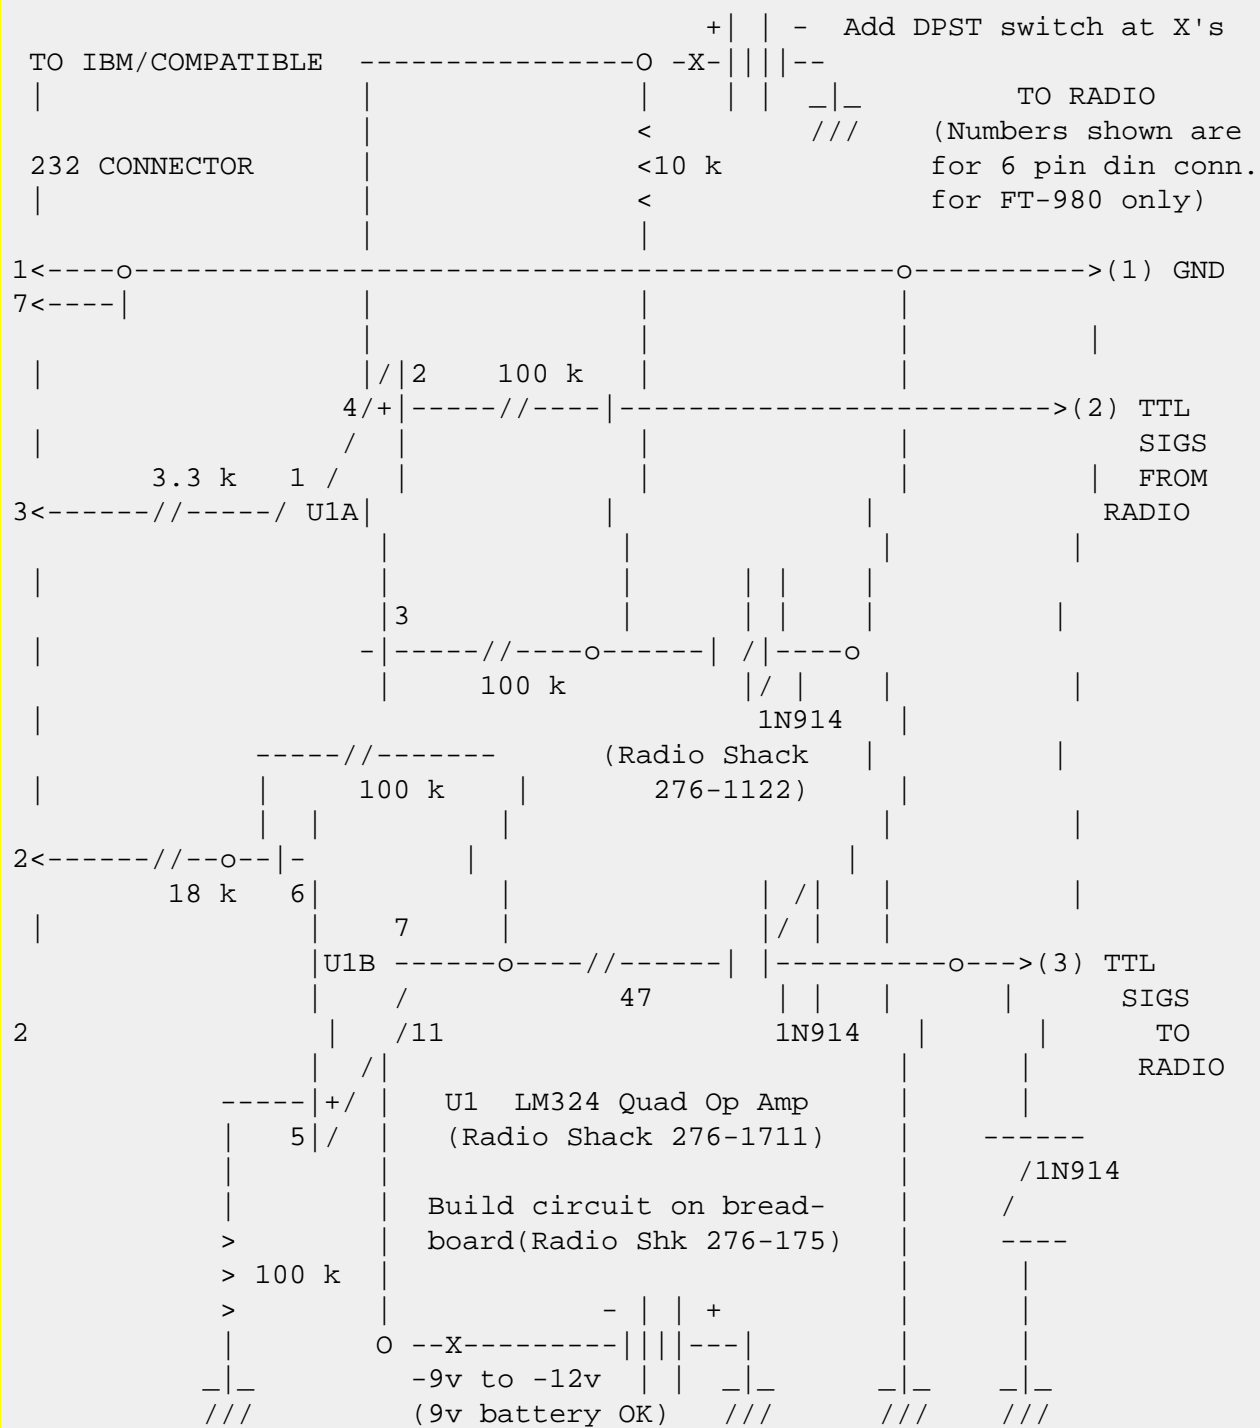 + - Add DPST switch at X's
TO IBM/COMPATIBLE O -X-
TO RADIO
(Numbers shown are
232 CONNECTOR <10 k for 6 pin din conn.
for FT-980 only)
1<----o o---------->(1) GND
7<----|
2 100 k
4/+ >(2) TTL
SIGS
3.3 k 1 / FROM
3<------//-----/ U1A RADIO
3
- o o
100 k
1N914
(Radio Shack
100 k 276-1122)
2<------//--o--|-
18 k 6
7
U1B o o--->(3) TTL
47 SIGS
2 /11 1N914 TO
RADIO
+ U1 LM324 Quad Op Amp
5 (Radio Shack 276-1711)
/1N914
Build circuit on bread-
board(Radio Shk 276-175)
> 100 k
- +
O --X
-9v to -12v
(9v battery OK)